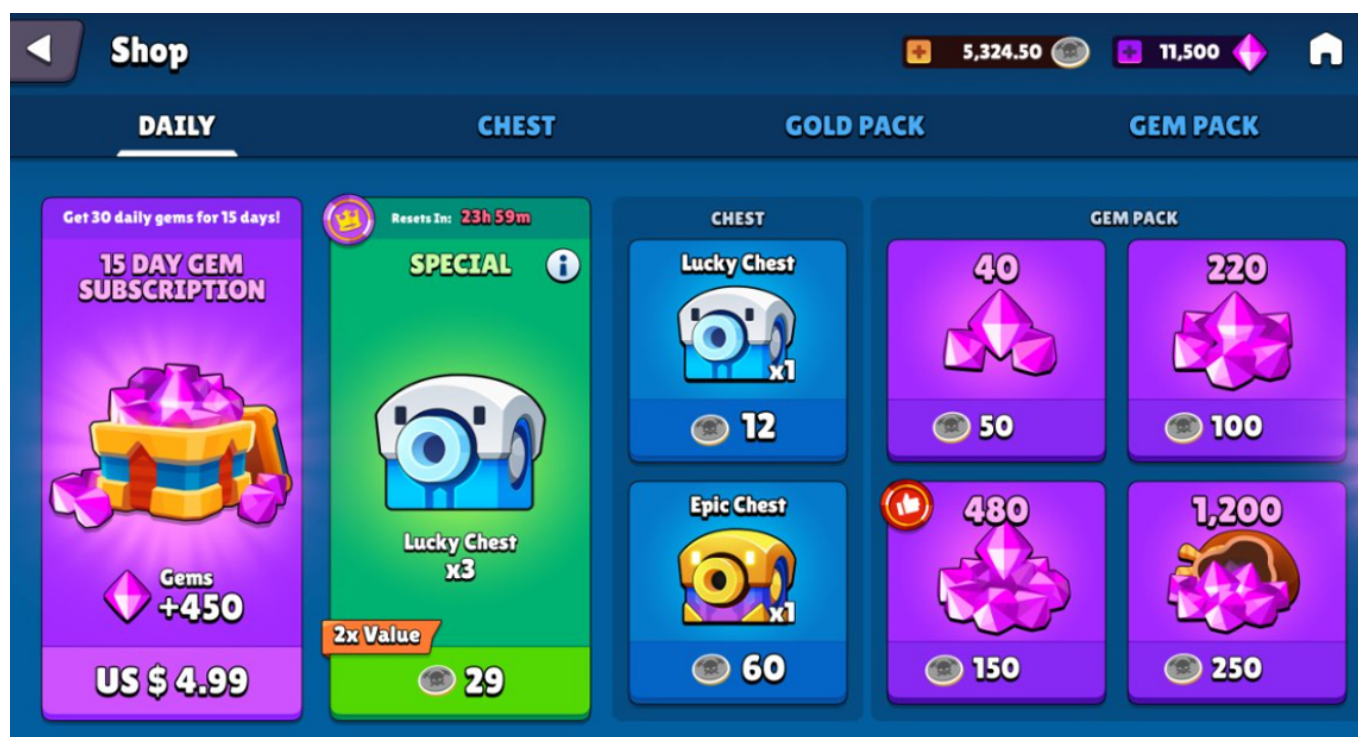 Shop
5,324.50
11,500
DAILY
CHEST
GOLD PACK
GEM PACK
Get 30 daily gems for 15 days!
15 DAY GEM
SUBSCRIPTION
Gems
+450
US $ 4.99
Resets In: 23h 59m
SPECIAL
Lucky Chest
x3
2x Value
29
CHEST
Lucky Chest
x1
12
Epic Chest
x1
60
GEM PACK
40
50
220
100
480
150
1,200
250